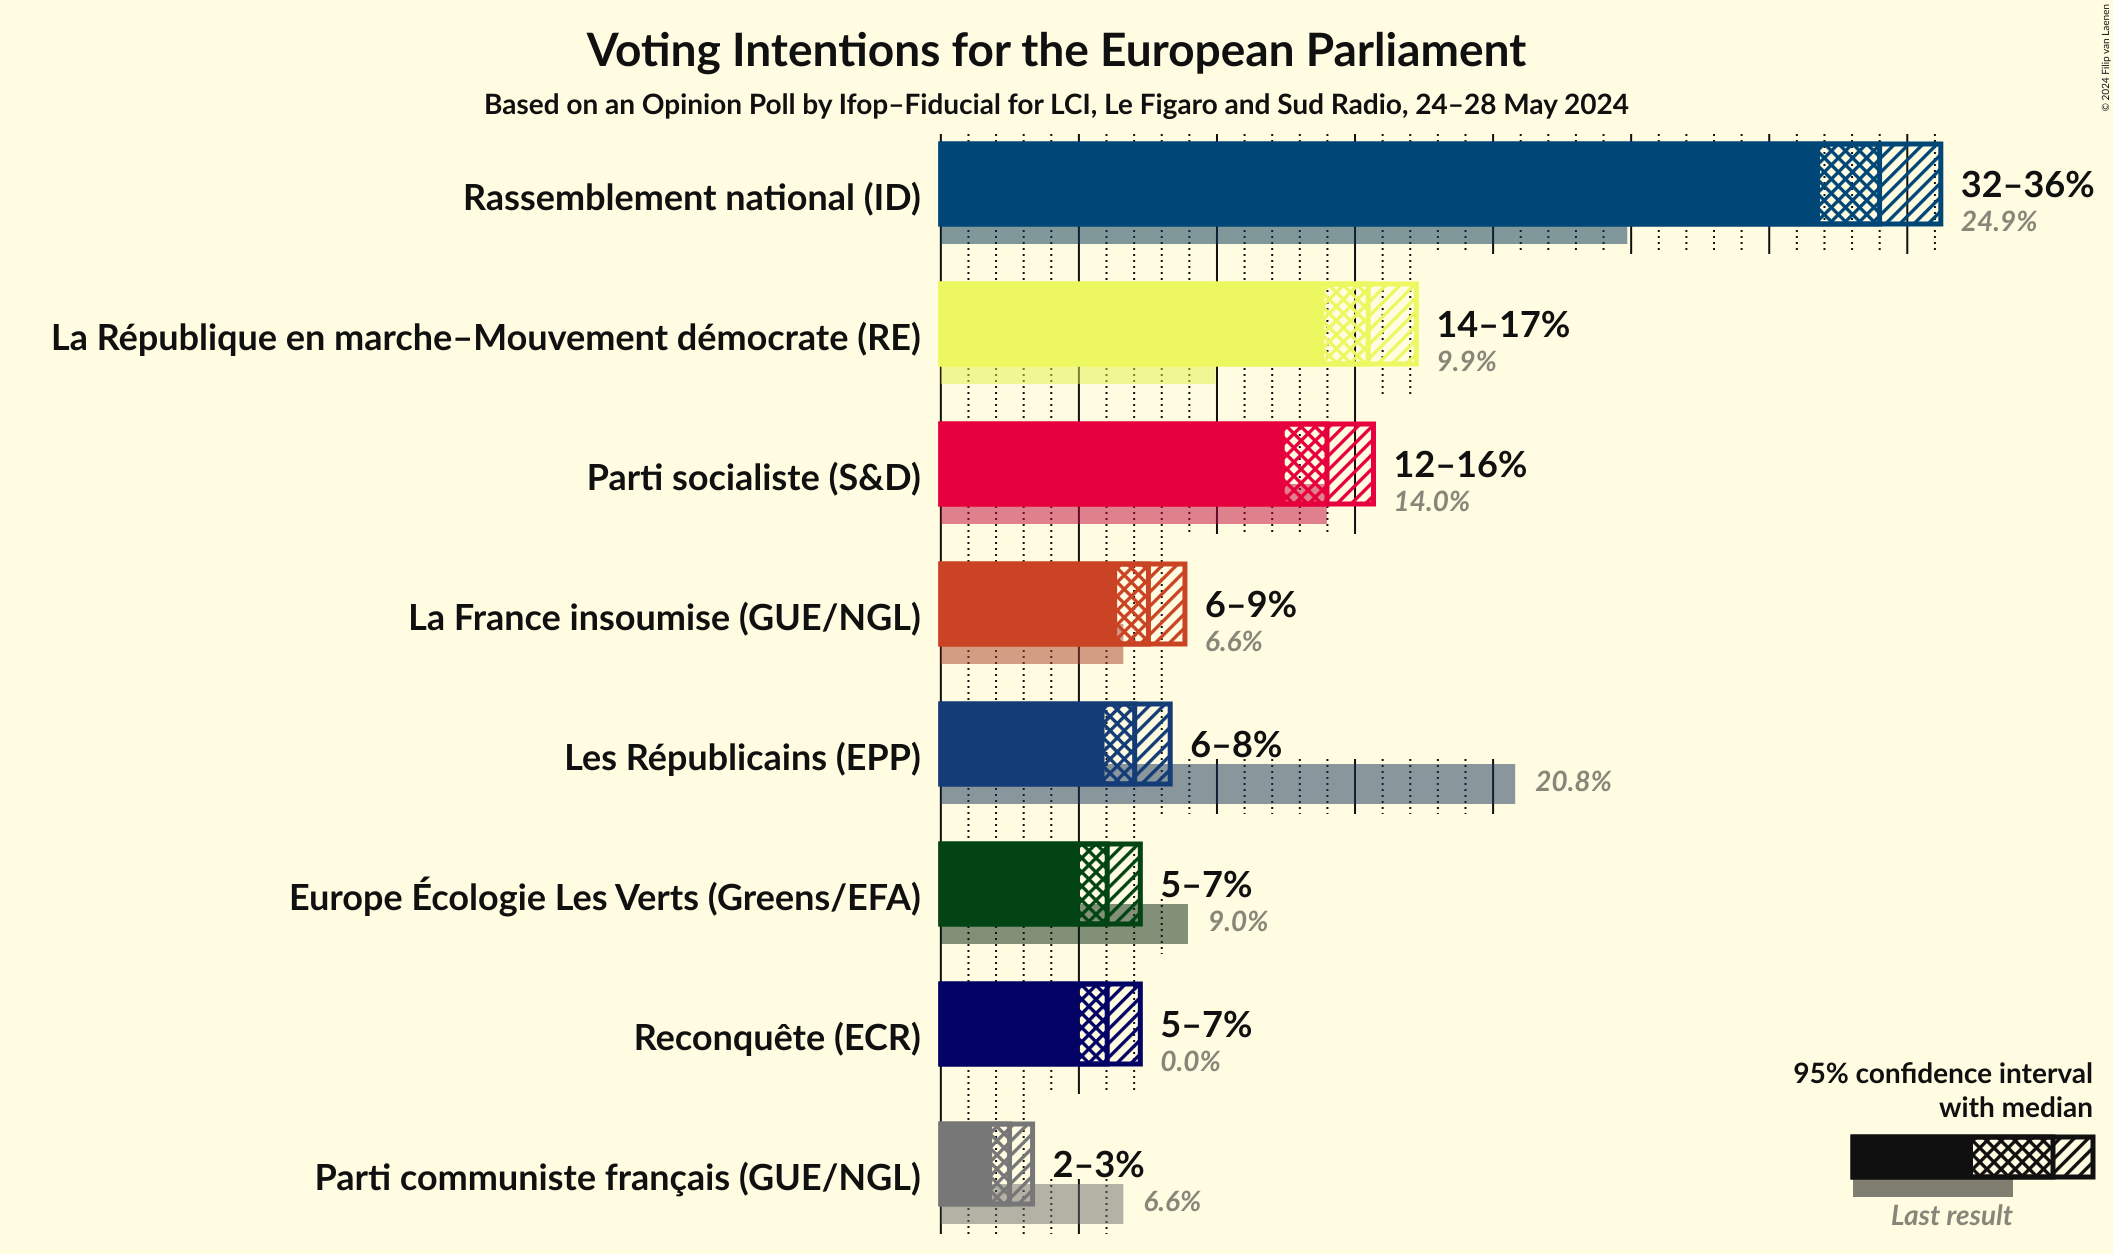 Voting Intentions for the European Parliament
Based on an Opinion Poll by Ifop–Fiducial for LCI, Le Figaro and Sud Radio, 24–28 May 2024
© 2024 Filip van Laenen
Rassemblement national (ID)
32–36%
24.9%
La République en marche–Mouvement démocrate (RE)
14–17%
9.9%
Parti socialiste (S&D)
12–16%
14.0%
La France insoumise (GUE/NGL)
6–9%
6.6%
Les Républicains (EPP)
6–8%
20.8%
Europe Écologie Les Verts (Greens/EFA)
5–7%
9.0%
Reconquête (ECR)
5–7%
0.0%
Parti communiste français (GUE/NGL)
2–3%
6.6%
95% confidence interval
with median
Last result